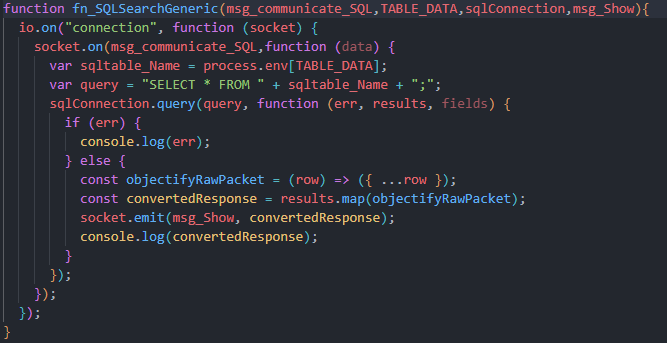 function fn_SQLSearchGeneric(msg_communicate_SQL,TABLE_DATA,sqlConnection,msg_Show){
  io.on("connection", function (socket) {
    socket.on(msg_communicate_SQL,function (data) {
      var sqltable_Name = process.env[TABLE_DATA];
      var query = "SELECT * FROM " + sqltable_Name + ";";
      sqlConnection.query(query, function (err, results, fields) {
        if (err) {
          console.log(err);
        } else {
          const objectifyRawPacket = (row) => ({ ...row });
          const convertedResponse = results.map(objectifyRawPacket);
          socket.emit(msg_Show, convertedResponse);
          console.log(convertedResponse);
        }
      });
    });
  });
}